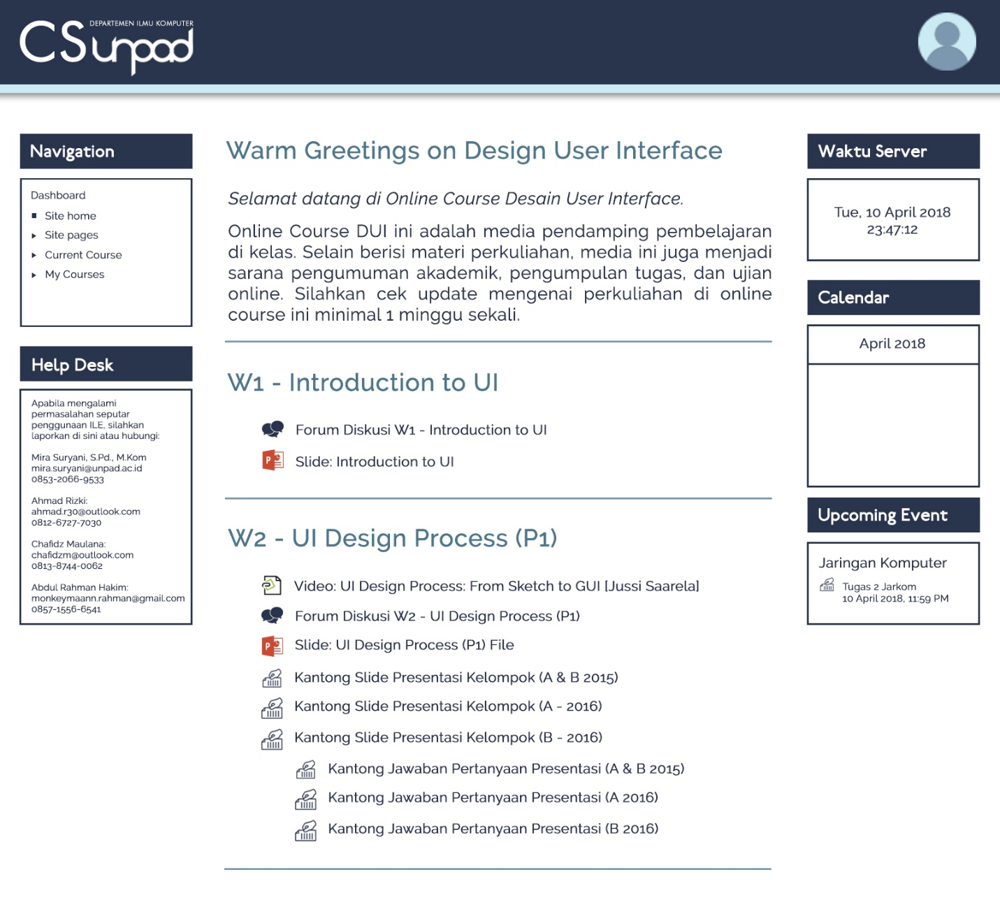 DEPARTEMEN ILMU KOMPUTER
CS unpad
Navigation
Dashboard
Site home
Site pages
Current Course
My Courses
Help Desk
Apabila mengalami
permasalahan seputar
penggunaan ILE, silahkan
laporkan di sini atau hubungi:
Mira Suryani, S.Pd., M.Kom
mira.suryani@unpad.ac.id
0853-2066-9533
Ahmad Rizki:
ahmad.r30@outlook.com
0812-6727-7030
Chafidz Maulana:
chafidzm@outlook.com
0813-8744-0062
Abdul Rahman Hakim:
monkeymaann.rahman@gmail.com
0857-1556-6541
Warm Greetings on Design User Interface
Selamat datang di Online Course Desain User Interface.
Online Course DUI ini adalah media pendamping pembelajaran
di kelas. Selain berisi materi perkuliahan, media ini juga menjadi
sarana pengumuman akademik, pengumpulan tugas, dan ujian
online. Silahkan cek update mengenai perkuliahan di online
course ini minimal 1 minggu sekali.
W1 - Introduction to UI
Forum Diskusi W1 - Introduction to UI
P
Slide: Introduction to UI
W2 - UI Design Process (P1)
Video: UI Design Process: From Sketch to GUI [Jussi Saarela]
Forum Diskusi W2 - UI Design Process (P1)
P
Slide: UI Design Process (P1) File
Kantong Slide Presentasi Kelompok (A & B 2015)
Kantong Slide Presentasi Kelompok (A - 2016)
Kantong Slide Presentasi Kelompok (B - 2016)
Kantong Jawaban Pertanyaan Presentasi (A & B 2015)
Kantong Jawaban Pertanyaan Presentasi (A 2016)
Kantong Jawaban Pertanyaan Presentasi (B 2016)
Waktu Server
Tue, 10 April 2018
23:47:12
Calendar
April 2018
Upcoming Event
Jaringan Komputer
Tugas 2 Jarkom
10 April 2018, 11:59 PM